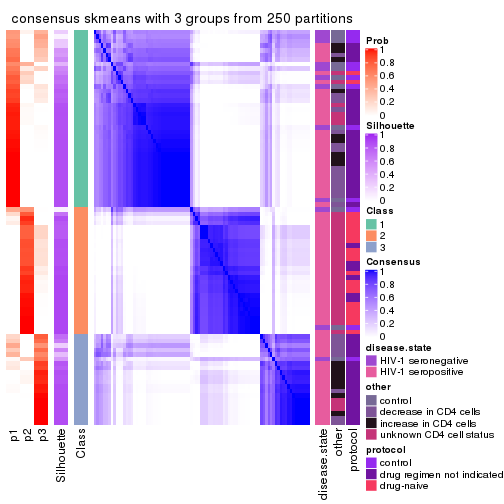 consensus skmeans with 3 groups from 250 partitions
Prob
1
0.8
0.6
0.4
0.2
0
Silhouette
1
0.8
0.6
0.4
0.2
0
Class
1
2
3
Consensus
1
0.8
0.6
0.4
0.2
0
disease.state
HIV-1 seronegative
HIV-1 seropositive
other
control
decrease in CD4 cells
increase in CD4 cells
unknown CD4 cell status
protocol
control
drug regimen not indicated
drug-naive
p1
p2
p3
Silhouette
Class
disease.state
other
protocol